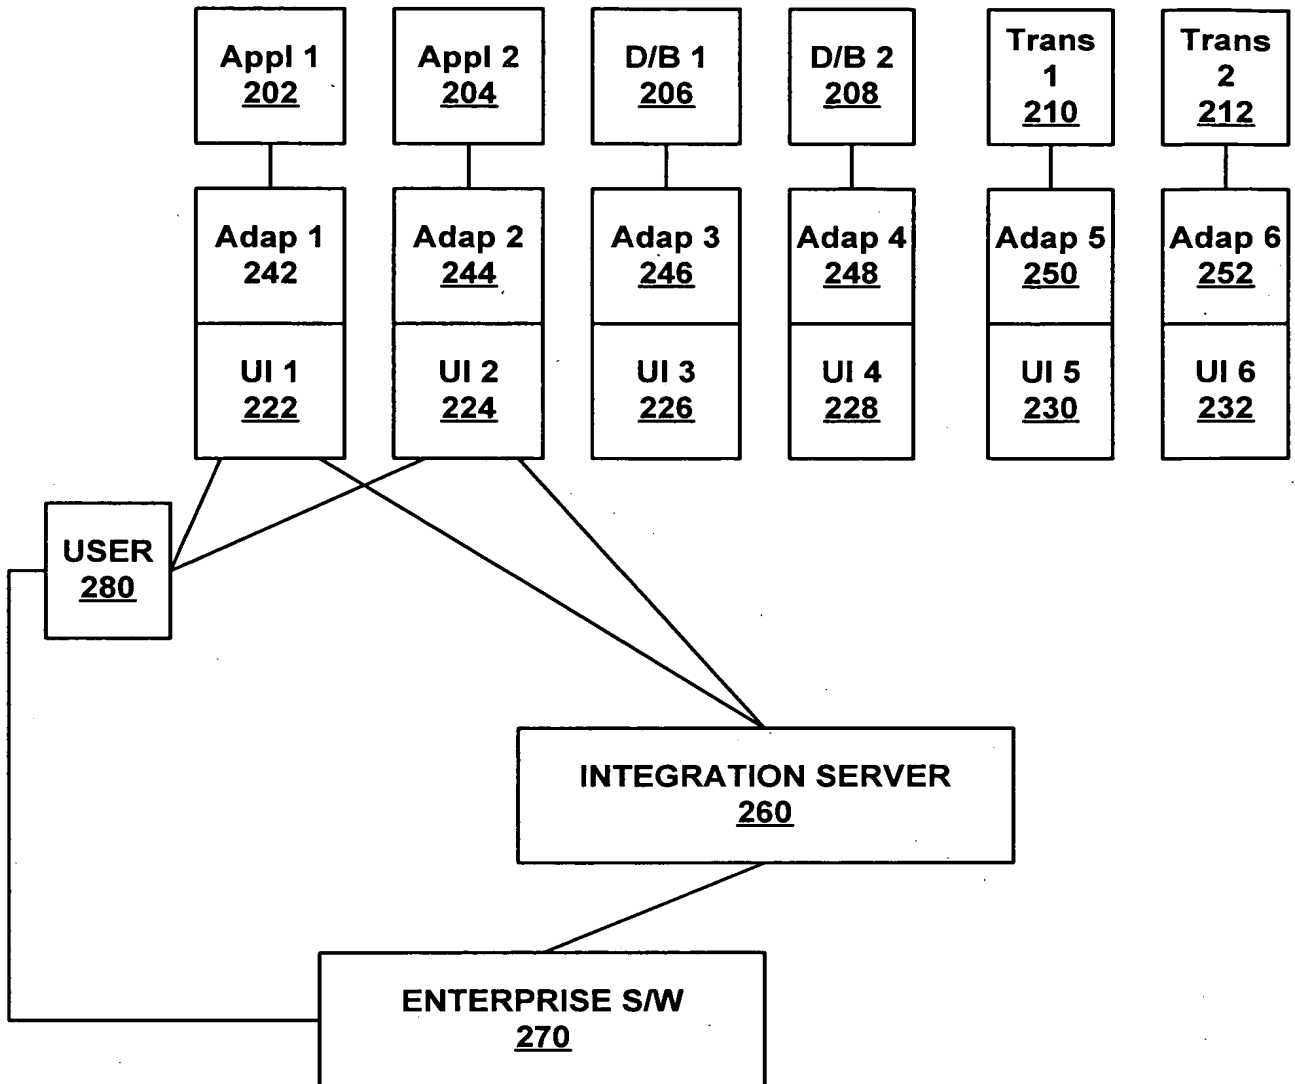 Appl 1
202
Appl 2
204
D/B 1
206
D/B 2
208
Trans
1
210
Trans
2
212
Adap 1
242
Adap 2
244
Adap 3
246
Adap 4
248
Adap 5
250
Adap 6
252
UI 1
222
UI 2
224
UI 3
226
UI 4
228
UI 5
230
UI 6
232
USER
280
INTEGRATION SERVER
260
ENTERPRISE S/W
270